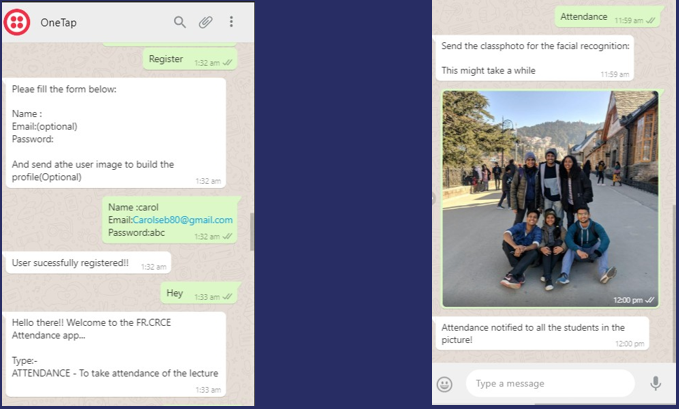 OneTap
Register
1:32 am
Pleae fill the form below:
Name :
Email:(optional)
Password:
And send athe user image to build the
profile(Optional)
1:32 am
Name :carol
Email:Carolseb80@gmail.com
Password:abc
1:32 am
User sucessfully registered!!
1:32 am
Hey
1:33 am
Hello there!! Welcome to the FR.CRCE
Attendance app...
Type:-
ATTENDANCE - To take attendance of the lecture
1:33 am
Attendance
11:59 am
Send the classphoto for the facial recognition:
This might take a while
11:59 am
12:00 pm
Attendance notified to all the students in the
picture!
12:00 pm
Type a message